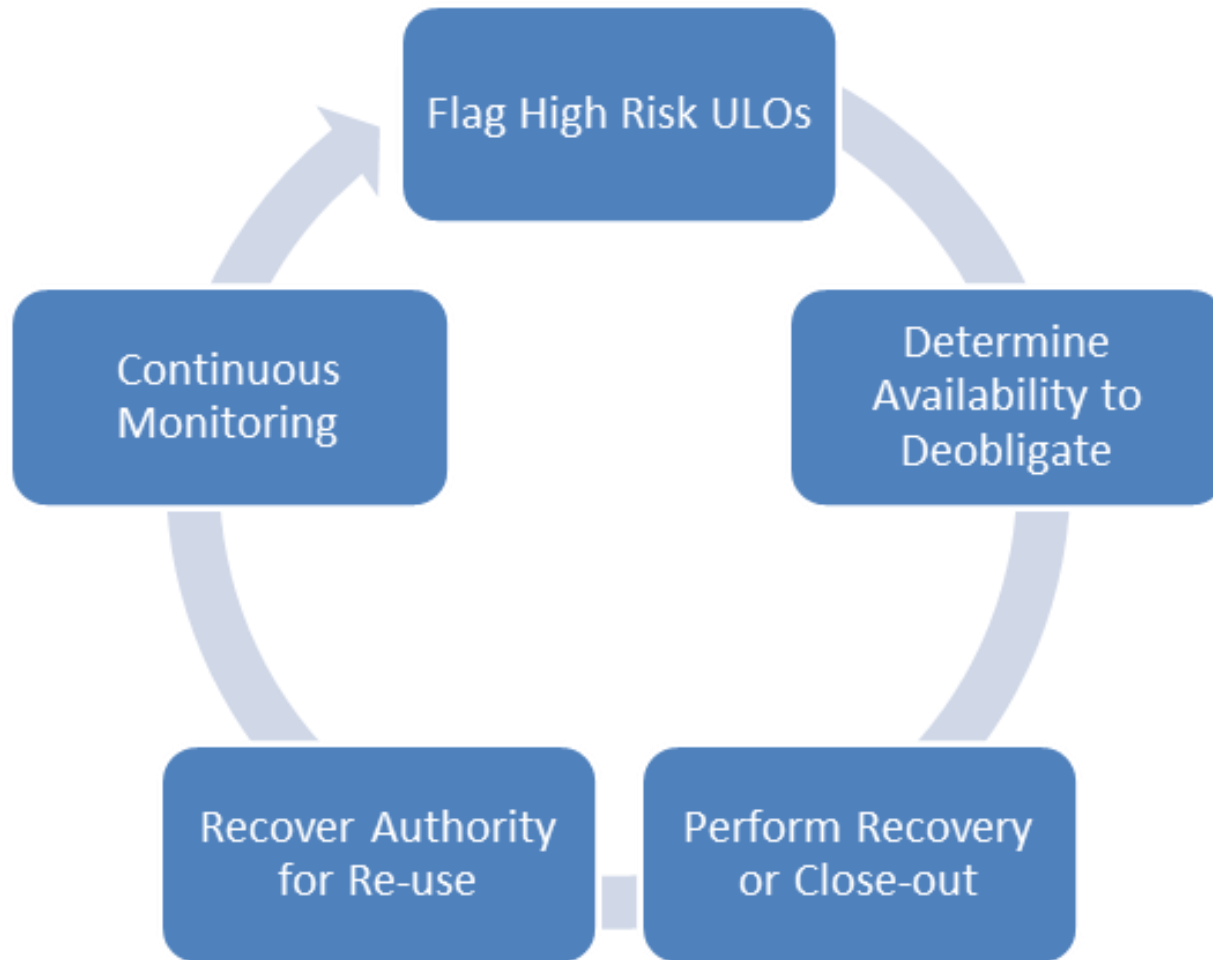 Flag High Risk ULOs
Determine
Availability to
Deobligate
Perform Recovery
or Close-out
Recover Authority
for Re-use
Continuous
Monitoring